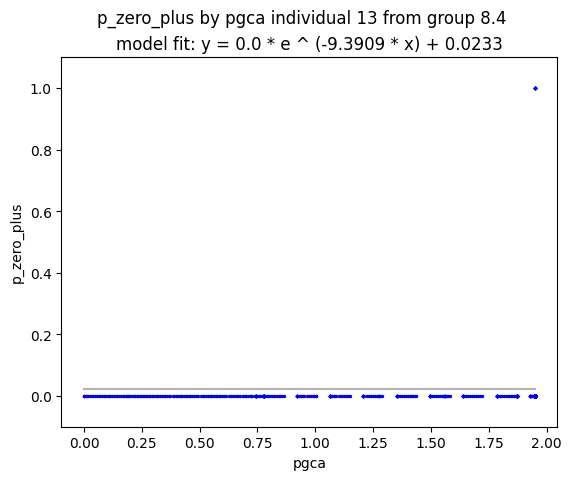 p_zero_plus by pgca individual 13 from group 8.4
model fit: y = 0.0 * e ^ (-9.3909 * x) + 0.0233
1.0
0.8
0.6
0.4
0.2
0.0
p_zero_plus
0.00 0.25 0.50 0.75 1.00 1.25 1.50 1.75 2.00
pgca